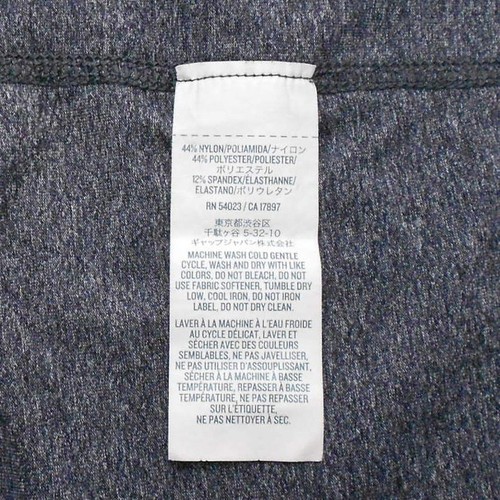 44% NYLON/POLIAMIDA/ナイロン
44% POLYESTER/POLIESTER/
ポリエステル
12% SPANDEX/ÉLASTHANNE/
ELASTANO/ポリウレタン
RN 54023 / CA 17897
東京都渋谷区
千駄ヶ谷 5-32-10
ギャップジャパン株式会社
MACHINE WASH COLD GENTLE
CYCLE, WASH AND DRY WITH LIKE
COLORS, DO NOT BLEACH, DO NOT
USE FABRIC SOFTENER, TUMBLE DRY
LOW, COOL IRON, DO NOT IRON
LABEL, DO NOT DRY CLEAN.
LAVER À LA MACHINE À L'EAU FROIDE
AU CYCLE DÉLICAT, LAVER ET
SÉCHER AVEC DES COULEURS
SEMBLABLES, NE PAS JAVELLISER,
NE PAS UTILISER D'ASSOUPLISSANT,
SÉCHER À LA MACHINE À BASSE
TEMPÉRATURE, REPASSER À BASSE
TEMPÉRATURE, NE PAS REPASSER
SUR L'ÉTIQUETTE,
NE PAS NETTOYER À SEC.